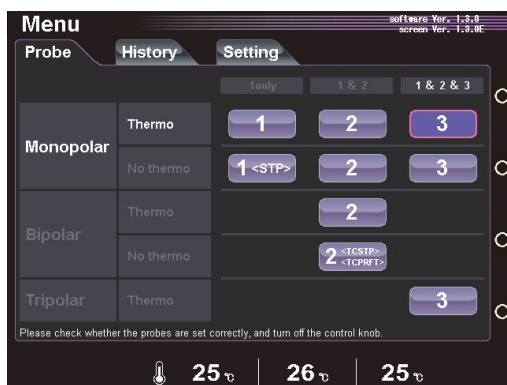 Menu
software Ver. 1.3.0
screen Ver. 1.3.0E
Probe History Setting
1only 1 & 2 1 & 2 & 3
Monopolar
Thermo 1 2 3
No thermo 1 <STP> 2 3
Bipolar
Thermo 2
No thermo 2 <TCSTP> <TCPRFT>
Tripolar Thermo 3
Please check whether the probes are set correctly, and turn off the control knob.
25 ℃ 26 ℃ 25 ℃